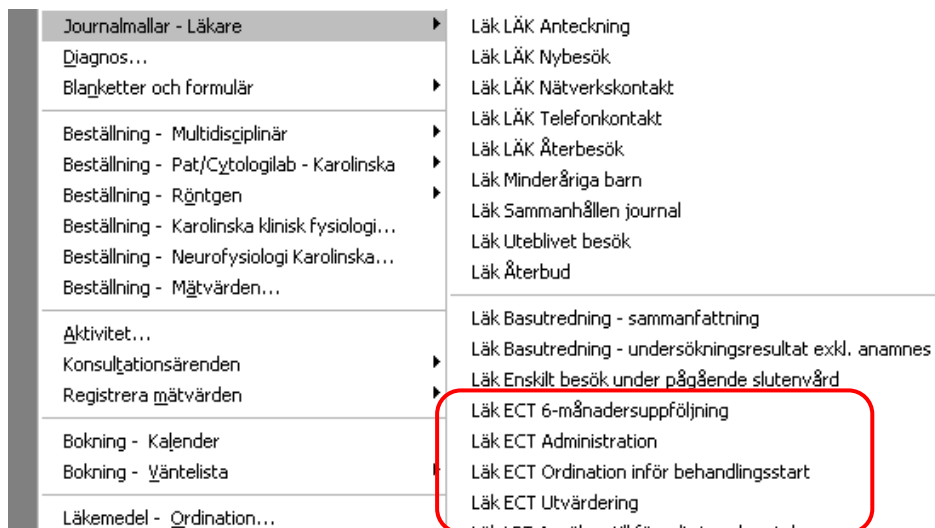 Journalmallar - Läkare
Diagnos...
Blanketter och formulär
Beställning - Multidisciplinär
Beställning - Pat/Cytologilab - Karolinska
Beställning - Röntgen
Beställning - Karolinska klinisk fysiologi...
Beställning - Neurofysiologi Karolinska...
Beställning - Mätvärden...
Aktivitet...
Konsultationsärenden
Registrera mätvärden
Bokning - Kalender
Bokning - Väntelista
Läkemedel - Ordination...
Läk LÄK Anteckning
Läk LÄK Nybesök
Läk LÄK Nätverkskontakt
Läk LÄK Telefonkontakt
Läk LÄK Återbesök
Läk Minderåriga barn
Läk Sammanhållen journal
Läk Uteblivet besök
Läk Återbud
Läk Basutredning - sammanfattning
Läk Basutredning - undersökningsresultat exkl. anamnes
Läk Enskilt besök under pågående slutenvård
Läk ECT 6-månadersuppföljning
Läk ECT Administration
Läk ECT Ordination inför behandlingsstart
Läk ECT Utvärdering